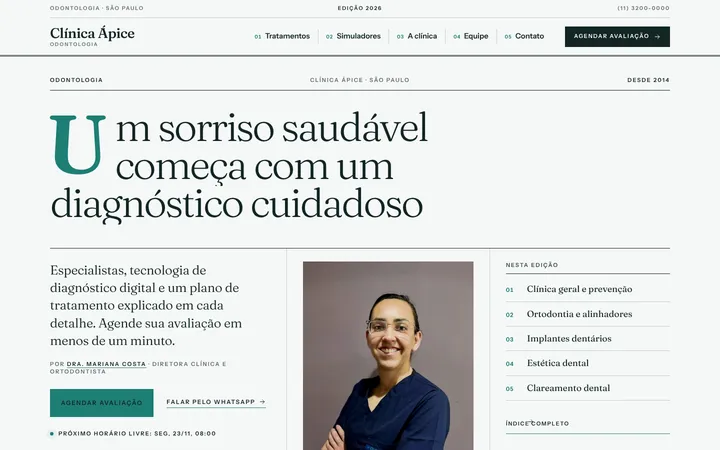 ODONTOLOGIA · SÃO PAULO
EDIÇÃO 2026
(11) 3200-0000
Clínica Ápice
ODONTOLOGIA
01 Tratamentos
02 Simuladores
03 A clínica
04 Equipe
05 Contato
AGENDAR AVALIAÇÃO →
ODONTOLOGIA
CLÍNICA ÁPICE · SÃO PAULO
DESDE 2014
Um sorriso saudável
começa com um
diagnóstico cuidadoso
Especialistas, tecnologia de
diagnóstico digital e um plano de
tratamento explicado em cada
detalhe. Agende sua avaliação em
menos de um minuto.
POR DRA. MARIANA COSTA · DIRETORA CLÍNICA E
ORTODONTISTA
AGENDAR AVALIAÇÃO
FALAR PELO WHATSAPP →
PRÓXIMO HORÁRIO LIVRE: SEG, 23/11, 08:00
NESTA EDIÇÃO
01 Clínica geral e prevenção
02 Ortodontia e alinhadores
03 Implantes dentários
04 Estética dental
05 Clareamento dental
ÍNDICE COMPLETO